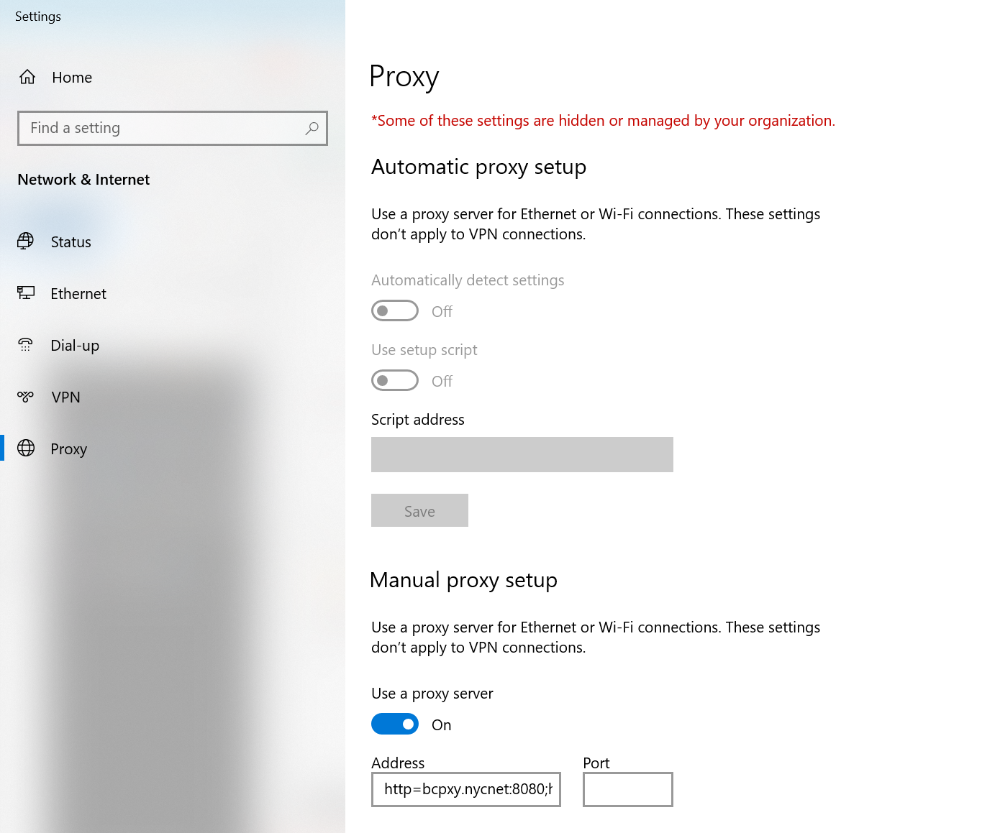 Settings
Home
Find a setting
Network & Internet
Status
Ethernet
Dial-up
VPN
Proxy
Proxy
*Some of these settings are hidden or managed by your organization.
Automatic proxy setup
Use a proxy server for Ethernet or Wi-Fi connections. These settings
don't apply to VPN connections.
Automatically detect settings
Off
Use setup script
Off
Script address
Save
Manual proxy setup
Use a proxy server for Ethernet or Wi-Fi connections. These settings
don't apply to VPN connections.
Use a proxy server
On
Address Port
http=bcpxy.nycnet:8080;h